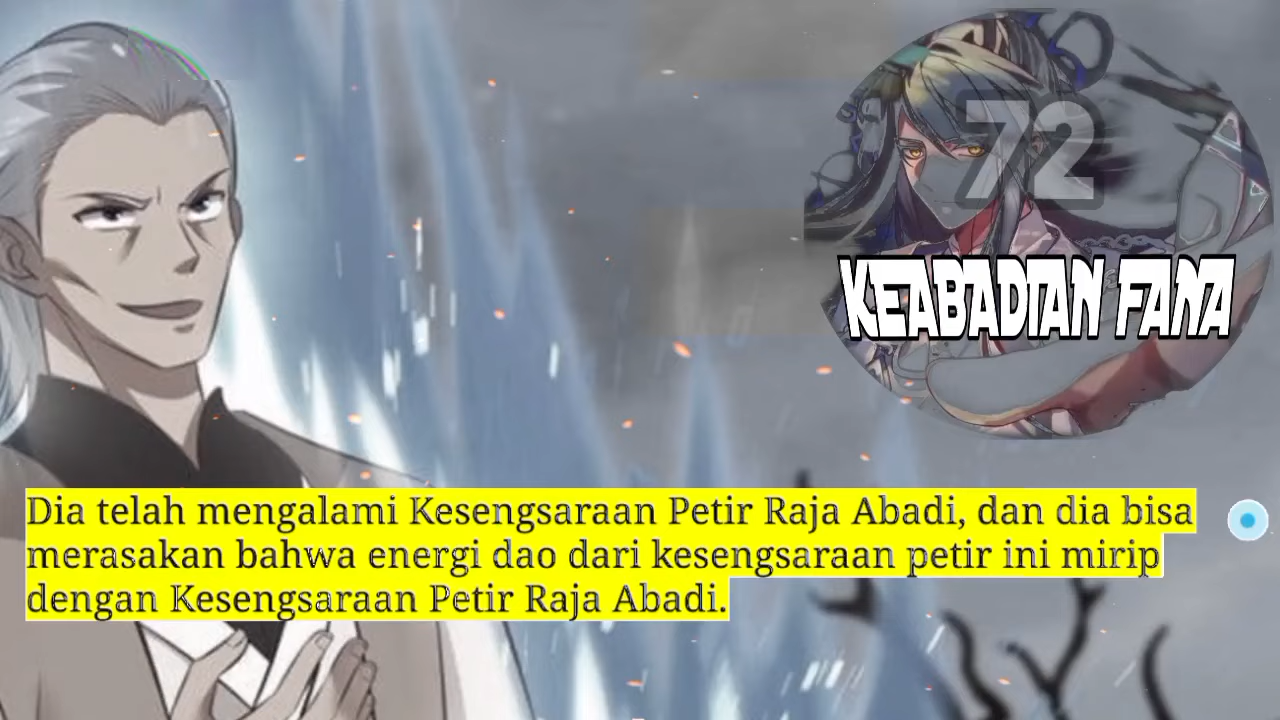 72
KEABADIAN FANA
Dia telah mengalami Kesengsaraan Petir Raja Abadi, dan dia bisa
merasakan bahwa energi dao dari kesengsaraan petir ini mirip
dengan Kesengsaraan Petir Raja Abadi.